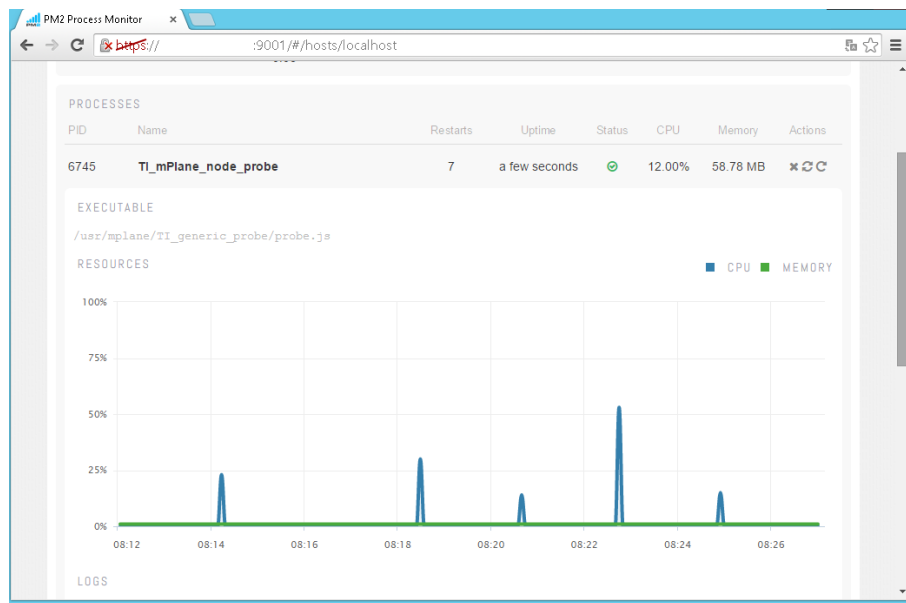 PM2 Process Monitor
https:// :9001/#/hosts/localhost
PROCESSES
PID Name Restarts Uptime Status CPU Memory Actions
6745 TI_mPlane_node_probe 7 a few seconds 12.00% 58.78 MB
EXECUTABLE
/usr/mplane/TI_generic_probe/probe.js
RESOURCES
CPU MEMORY
100%
75%
50%
25%
0%
08:12 08:14 08:16 08:18 08:20 08:22 08:24 08:26
LOGS